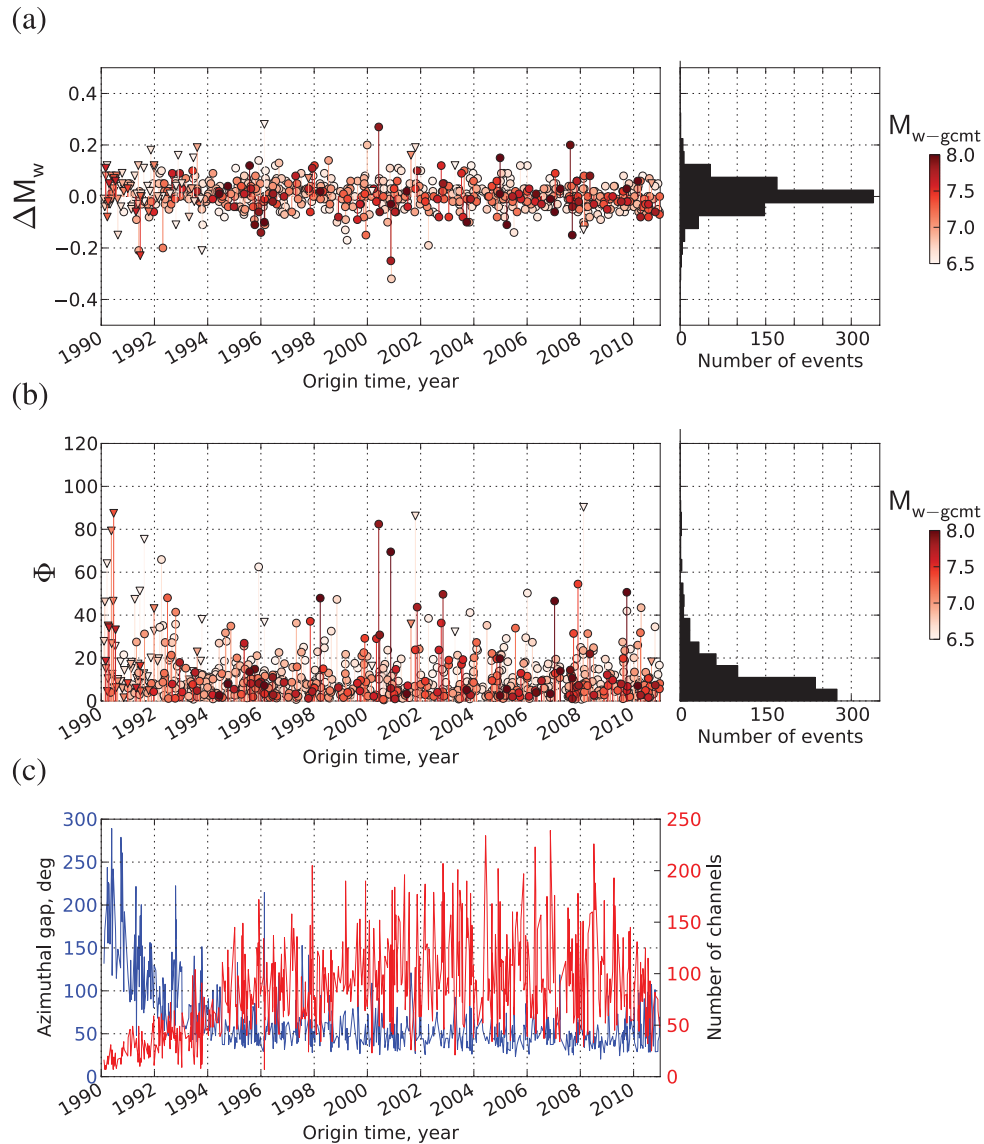 (a)
0.4
0.2
0.0
−0.2
−0.4
ΔMw
1990 1992 1994 1996 1998 2000 2002 2004 2006 2008 2010
Origin time, year
0 150 300
Number of events
Mw−gcmt
8.0
7.5
7.0
6.5
(b)
120
100
80
60
40
20
0
Φ
1990 1992 1994 1996 1998 2000 2002 2004 2006 2008 2010
Origin time, year
0 150 300
Number of events
Mw−gcmt
8.0
7.5
7.0
6.5
(c)
300
250
200
150
100
50
0
Azimuthal gap, deg
250
200
150
100
50
0
Number of channels
1990 1992 1994 1996 1998 2000 2002 2004 2006 2008 2010
Origin time, year